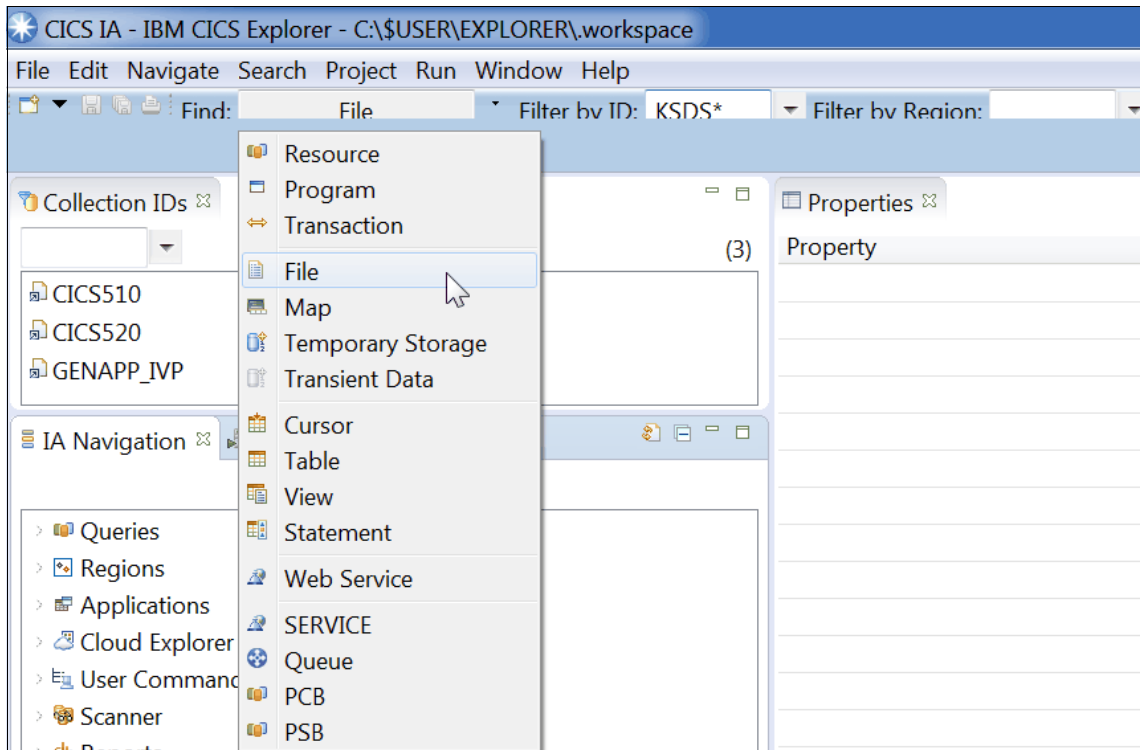 CICS IA - IBM CICS Explorer - C:\$USER\EXPLORER\.workspace
File Edit Navigate Search Project Run Window Help
Find: File Filter by ID: KSDS* Filter by Region:
Resource
Program
Transaction
File
Map
Temporary Storage
Transient Data
Cursor
Table
View
Statement
Web Service
SERVICE
Queue
PCB
PSB
Collection IDs
(3)
CICS510
CICS520
GENAPP_IVP
IA Navigation
Queries
Regions
Applications
Cloud Explorer
User Command
Scanner
Reports
Properties
Property